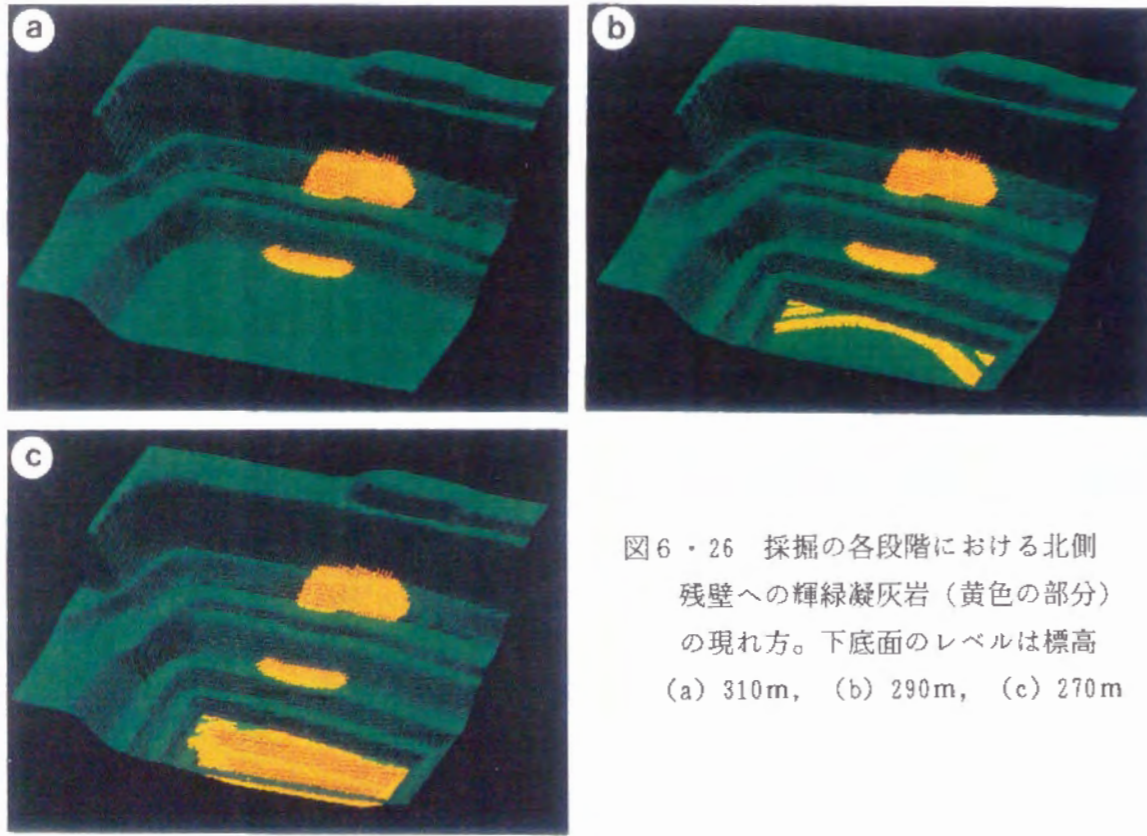 a
b
c
図6・26 採掘の各段階における北側
残壁への輝緑凝灰岩（黄色の部分）
の現れ方。下底面のレベルは標高
(a) 310m, (b) 290m, (c) 270m